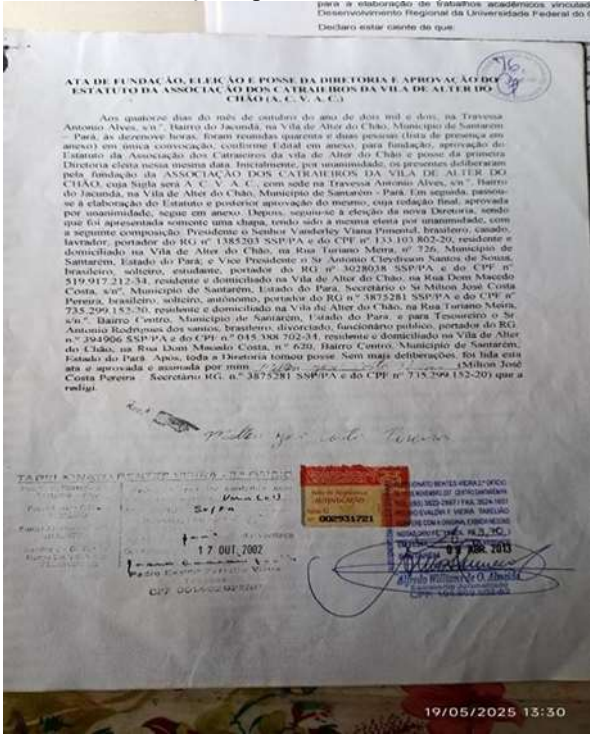 para a elaboração de trabalhos acadêmicos vinculad
Desenvolvimento Regional da Universidade Federal do
Declaro estar ciente de que:
ATA DE FUNDAÇÃO, ELEIÇÃO E POSSE DA DIRETORIA E APROVAÇÃO DO
ESTATUTO DA ASSOCIAÇÃO DOS CATRAIEIROS DA VILA DE ALTER DO
CHÃO (A. C. V. A. C.)
Aos quatorze dias do mês de outubro do ano de dois mil e dois, na Travessa
Antonio Alves, s/nº, Bairro do Jacundá, na Vila de Alter do Chão, Município de Santarém
– Pará, às dezenove horas, foram reunidas quarenta e duas pessoas (lista de presença em
anexo) em única convocação, conforme Edital em anexo, para fundação, aprovação do
Estatuto da Associação dos Catraieiros da vila de Alter do Chão e posse da primeira
Diretoria eleita nessa mesma data. Inicialmente, por unanimidade, os presentes deliberaram
pela fundação da ASSOCIAÇÃO DOS CATRAIEIROS DA VILA DE ALTER DO
CHÃO, cuja Sigla será A. C. V. A. C., com sede na Travessa Antonio Alves, s/nº, Bairro
do Jacundá, na Vila de Alter do Chão, Município de Santarém - Pará. Em seguida, passou-
se à elaboração do Estatuto e posterior aprovação do mesmo, cuja redação final, aprovada
por unanimidade, segue em anexo. Depois, seguiu-se à eleição da nova Diretoria, sendo
que foi apresentada somente uma chapa, tendo sido a mesma eleita por unanimidade, com
a seguinte composição: Presidente o Senhor Vanderley Viana Pimentel, brasileiro, casado,
lavrador, portador do RG nº 1385203 SSP/PA e do CPF nº 133.103.802-20, residente e
domiciliado na Vila de Alter do Chão, na Rua Turiano Meira, nº 726, Município de
Santarém, Estado do Pará, e Vice Presidente o Sr Antonio Cleydson Santos de Sousa,
brasileiro, solteiro, estudante, portador do RG nº 3028038 SSP/PA e do CPF nº
519.917.212-34, residente e domiciliado na Vila de Alter do Chão, na Rua Dom Macedo
Costa, s/nº, Município de Santarém, Estado do Pará, Secretário o Sr Milton José Costa
Pereira, brasileiro, solteiro, autônomo, portador do RG n.º 3875281 SSP/PA e do CPF nº
735.299.152-20, residente e domiciliado na Vila de Alter do Chão, na Rua Turiano Meira,
s/n.º, Bairro Centro, Município de Santarém, Estado do Pará, e para Tesoureiro o Sr
Antonio Rodrigues dos santos, brasileiro, divorciado, funcionário público, portador do RG
n.º 394906 SSP/PA e do CPF nº 045.388.702-34, residente e domiciliado na Vila de Alter
do Chão, na Rua Dom Macedo Costa, n.º 620, Bairro Centro, Município de Santarém,
Estado do Pará. Após, toda a Diretoria tomou posse. Sem mais deliberações, foi lida esta
ata e aprovada e assinada por mim (Milton José
Costa Pereira – Secretário RG. n.º 3875281 SSP/PA e do CPF nº 735.299.152-20) que a
redigi.
TABELIONATO BENTES VIEIRA - 2º OFÍCIO
17 OUT. 2002
AUTENTICAÇÃO
002931721
09 ABR. 2013
Alfredo Williams de O. Almeida
19/05/2025 13:30